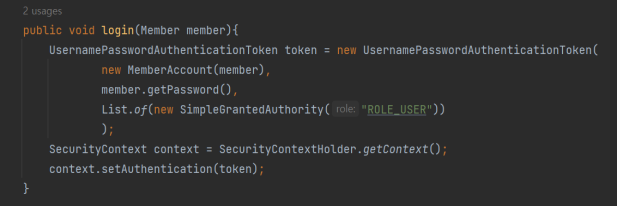 2 usages
public void login(Member member){
UsernamePasswordAuthenticationToken token = new UsernamePasswordAuthenticationToken(
new MemberAccount(member),
member.getPassword(),
List.of(new SimpleGrantedAuthority( role: "ROLE_USER"))
);
SecurityContext context = SecurityContextHolder.getContext();
context.setAuthentication(token);
}